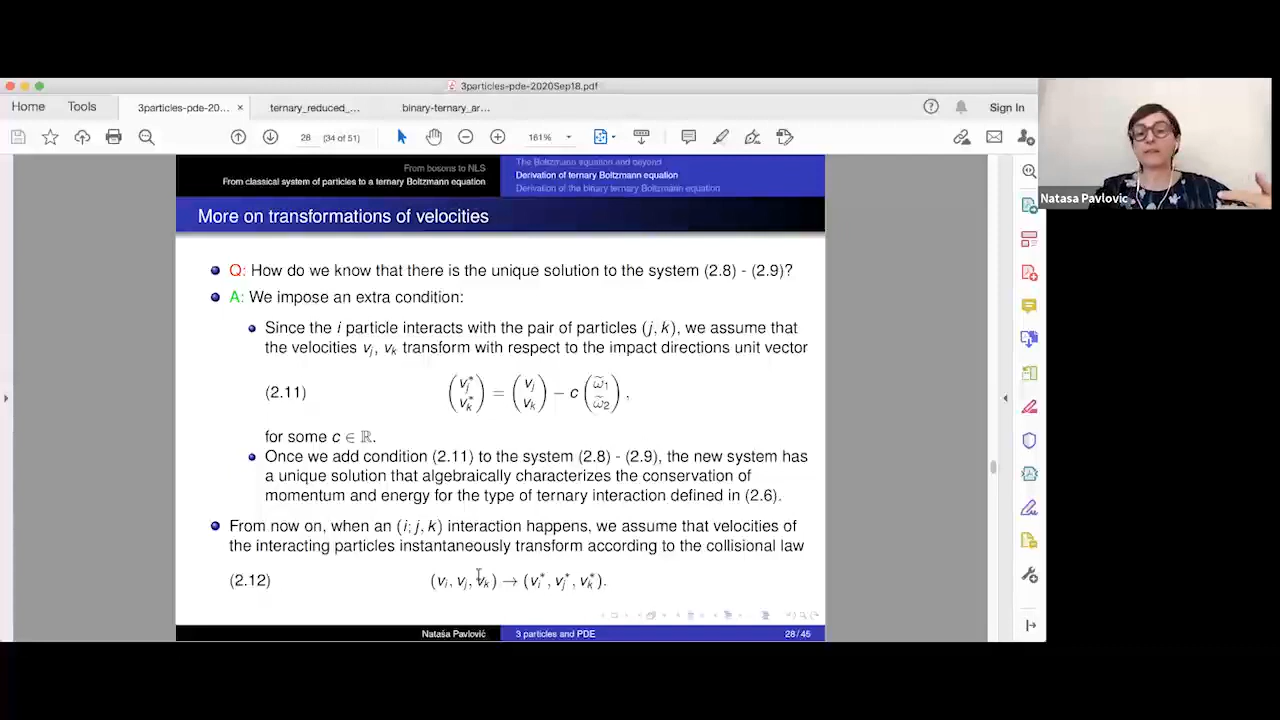 3particles-pde-2020Sep18.pdf
Home Tools 3particles-pde-20... × ternary_reduced_... binary-ternary_ar... Sign In
28 (34 of 51) 161%
From bosons to NLS
From classical system of particles to a ternary Boltzmann equation
The Boltzmann equation and beyond
Derivation of ternary Boltzmann equation
Derivation of the binary ternary Boltzmann equation
More on transformations of velocities
Q: How do we know that there is the unique solution to the system (2.8) - (2.9)?
A: We impose an extra condition:
Since the i particle interacts with the pair of particles (j, k), we assume that
the velocities v_j, v_k transform with respect to the impact directions unit vector
(2.11) (v_j^* v_k^*) = (v_j v_k) − c (ω̃_1 ω̃_2),
for some c ∈ ℝ.
Once we add condition (2.11) to the system (2.8) - (2.9), the new system has
a unique solution that algebraically characterizes the conservation of
momentum and energy for the type of ternary interaction defined in (2.6).
From now on, when an (i; j, k) interaction happens, we assume that velocities of
the interacting particles instantaneously transform according to the collisional law
(2.12) (v_i, v_j, v_k) → (v_i^*, v_j^*, v_k^*).
Nataša Pavlović 3 particles and PDE 28 / 45
Natasa Pavlovic